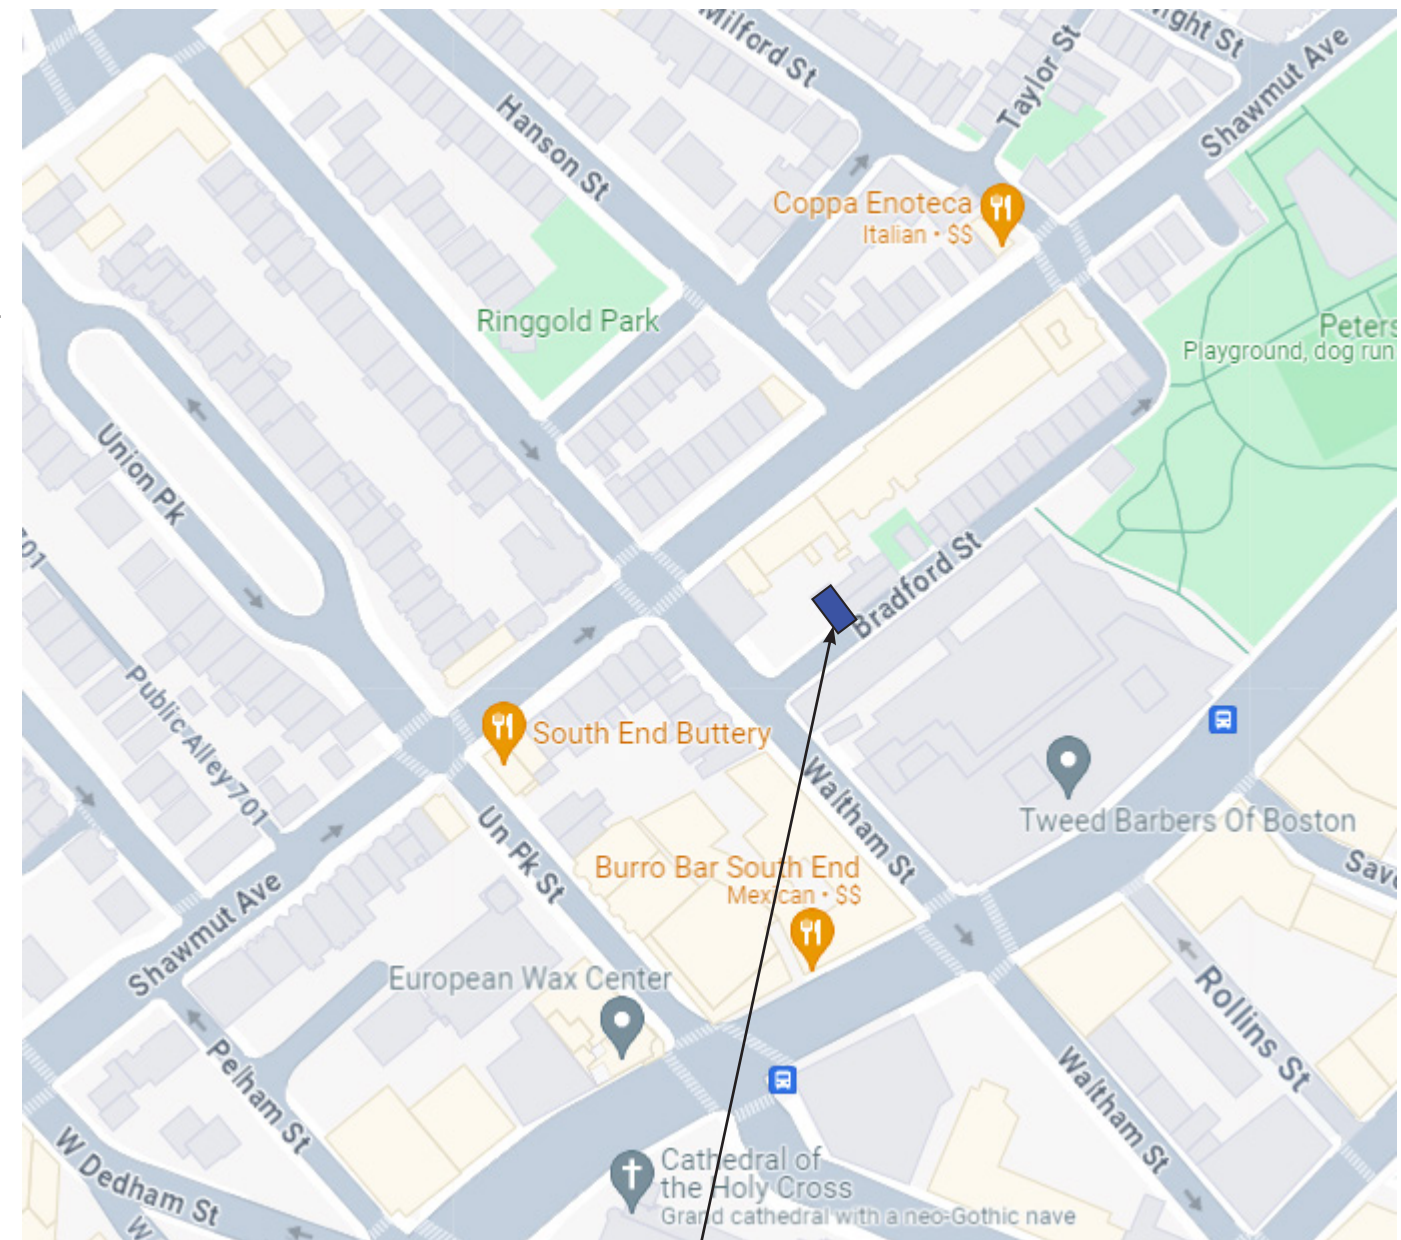 Milford St
Taylor St
Shawmut Ave
Hanson St
Coppa Enoteca
Italian • $$
Ringgold Park
Peters
Playground, dog run
Union Pk
Bradford St
Public Alley 701
701
South End Buttery
Waltham St
Tweed Barbers Of Boston
Un Pk St
Burro Bar South End
Mexican • $$
Shawmut Ave
European Wax Center
Rollins St
Pelham St
Waltham St
W Dedham St
Cathedral of
the Holy Cross
Grand cathedral with a neo-Gothic nave
W